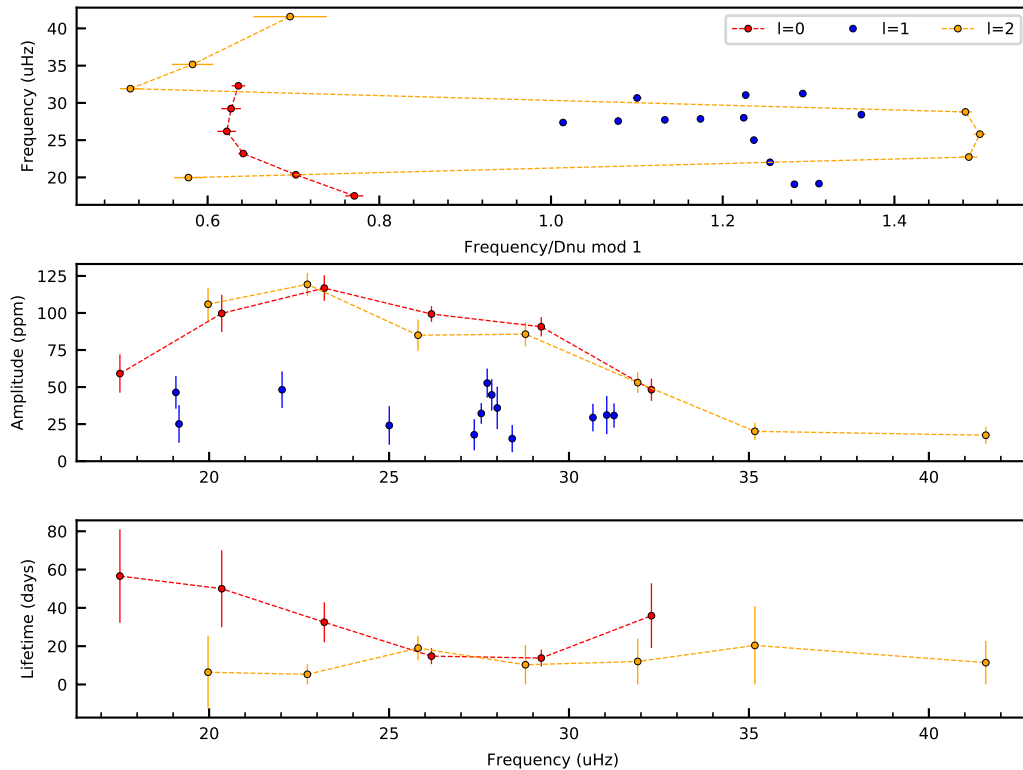 l=0 l=1 l=2
Frequency (uHz)
40
35
30
25
20
0.6 0.8 1.0 1.2 1.4
Frequency/Dnu mod 1
Amplitude (ppm)
125
100
75
50
25
0
20 25 30 35 40
Lifetime (days)
80
60
40
20
0
20 25 30 35 40
Frequency (uHz)